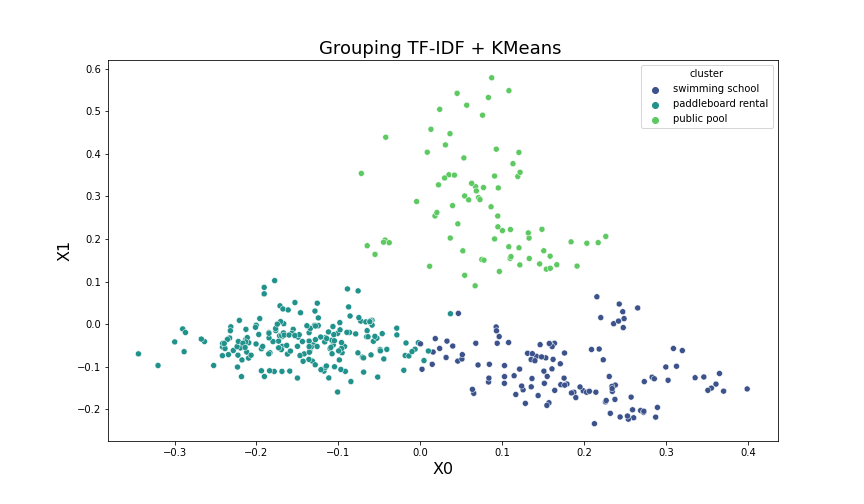 Grouping TF-IDF + KMeans
cluster
swimming school
paddleboard rental
public pool
0.6
0.5
0.4
0.3
0.2
0.1
0.0
−0.1
−0.2
X1
−0.3 −0.2 −0.1 0.0 0.1 0.2 0.3 0.4
X0